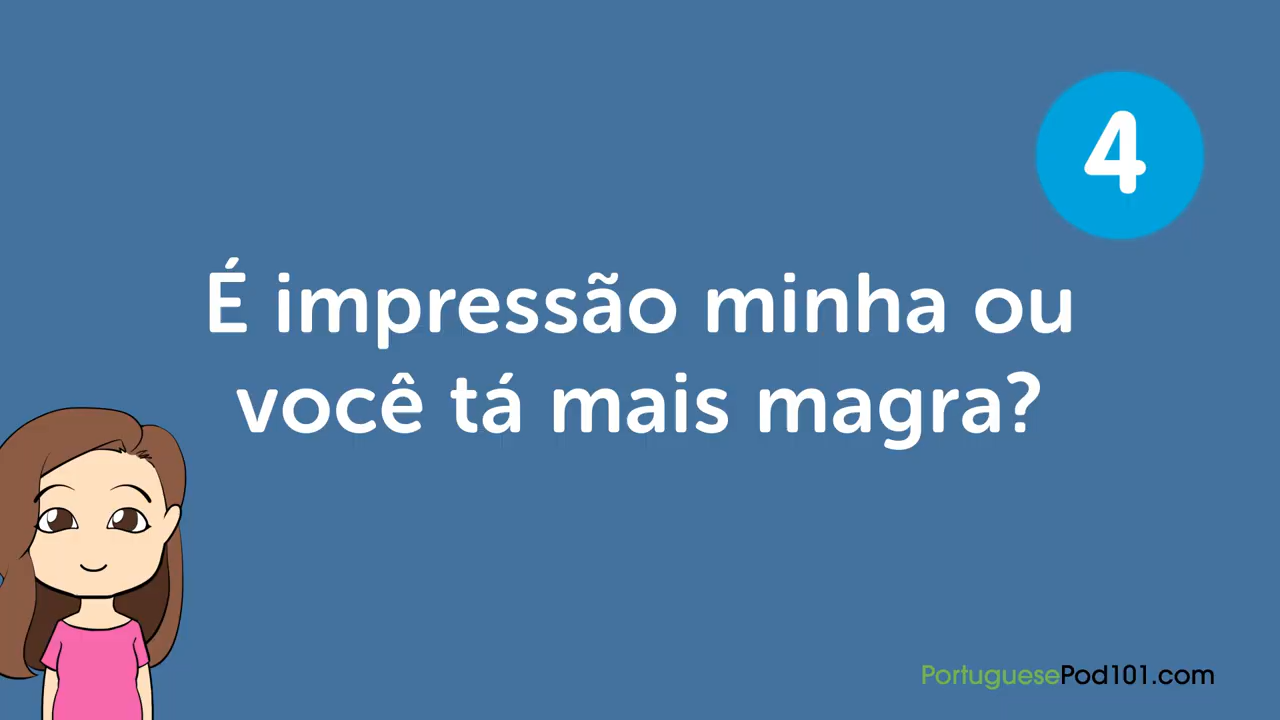 4
É impressão minha ou
você tá mais magra?
PortuguesePod101.com